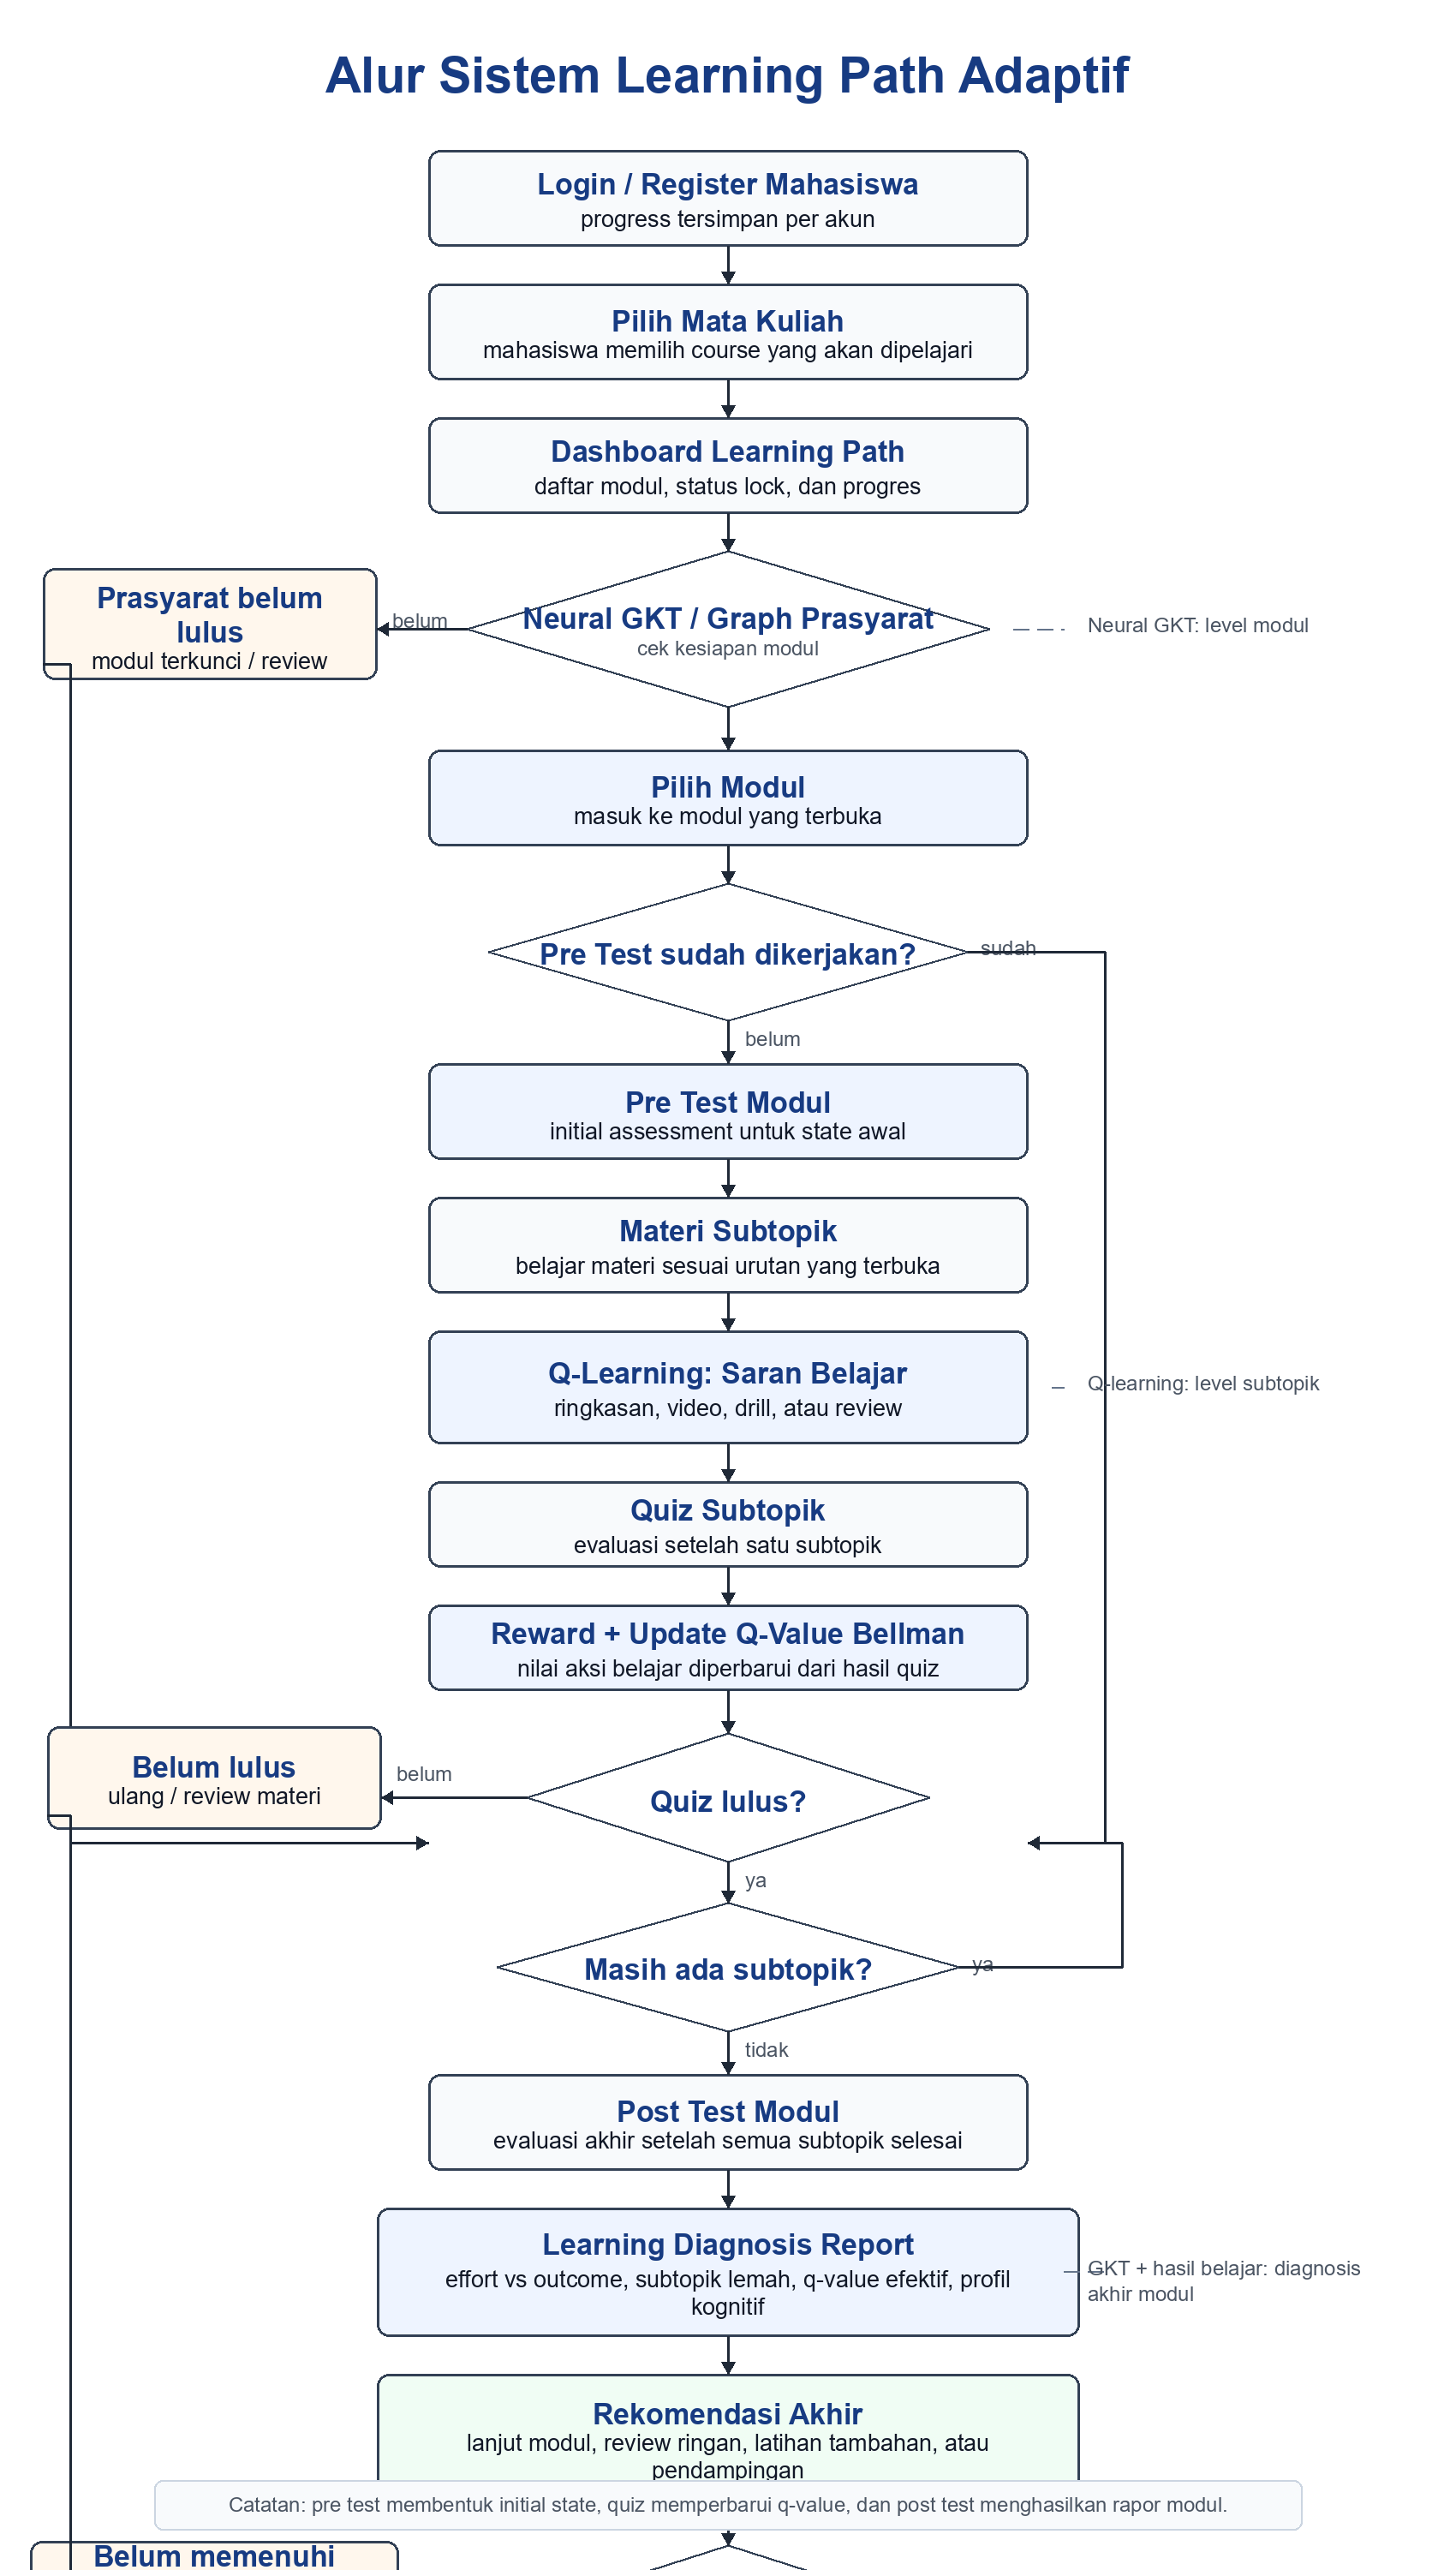 Alur Sistem Learning Path Adaptif
Login / Register Mahasiswa
progress tersimpan per akun
Pilih Mata Kuliah
mahasiswa memilih course yang akan dipelajari
Dashboard Learning Path
daftar modul, status lock, dan progres
Prasyarat belum
lulus
modul terkunci / review
belum
Neural GKT / Graph Prasyarat
cek kesiapan modul
Neural GKT: level modul
Pilih Modul
masuk ke modul yang terbuka
Pre Test sudah dikerjakan?
sudah
belum
Pre Test Modul
initial assessment untuk state awal
Materi Subtopik
belajar materi sesuai urutan yang terbuka
Q-Learning: Saran Belajar
ringkasan, video, drill, atau review
Q-learning: level subtopik
Quiz Subtopik
evaluasi setelah satu subtopik
Reward + Update Q-Value Bellman
nilai aksi belajar diperbarui dari hasil quiz
Belum lulus
ulang / review materi
belum
Quiz lulus?
ya
Masih ada subtopik?
ya
tidak
Post Test Modul
evaluasi akhir setelah semua subtopik selesai
Learning Diagnosis Report
effort vs outcome, subtopik lemah, q-value efektif, profil
kognitif
GKT + hasil belajar: diagnosis
akhir modul
Rekomendasi Akhir
lanjut modul, review ringan, latihan tambahan, atau
pendampingan
Catatan: pre test membentuk initial state, quiz memperbarui q-value, dan post test menghasilkan rapor modul.
Belum memenuhi